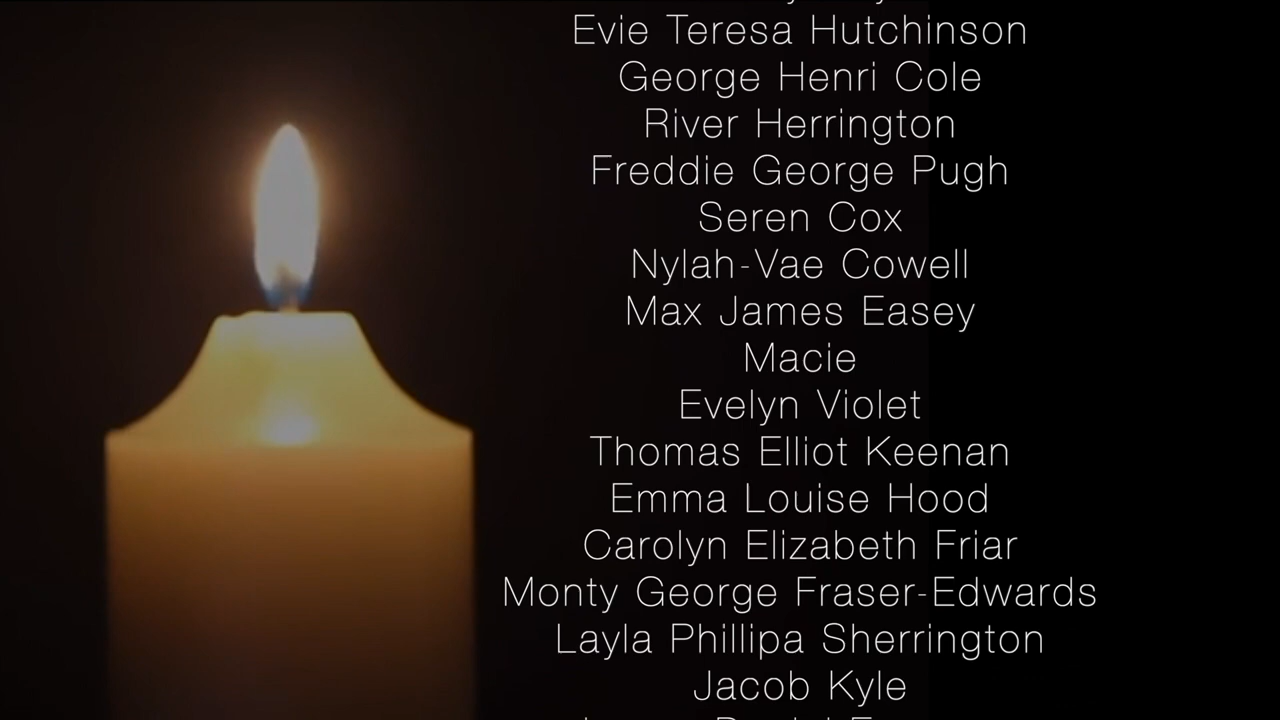 Evie Teresa Hutchinson
George Henri Cole
River Herrington
Freddie George Pugh
Seren Cox
Nylah-Vae Cowell
Max James Easey
Macie
Evelyn Violet
Thomas Elliot Keenan
Emma Louise Hood
Carolyn Elizabeth Friar
Monty George Fraser-Edwards
Layla Phillipa Sherrington
Jacob Kyle